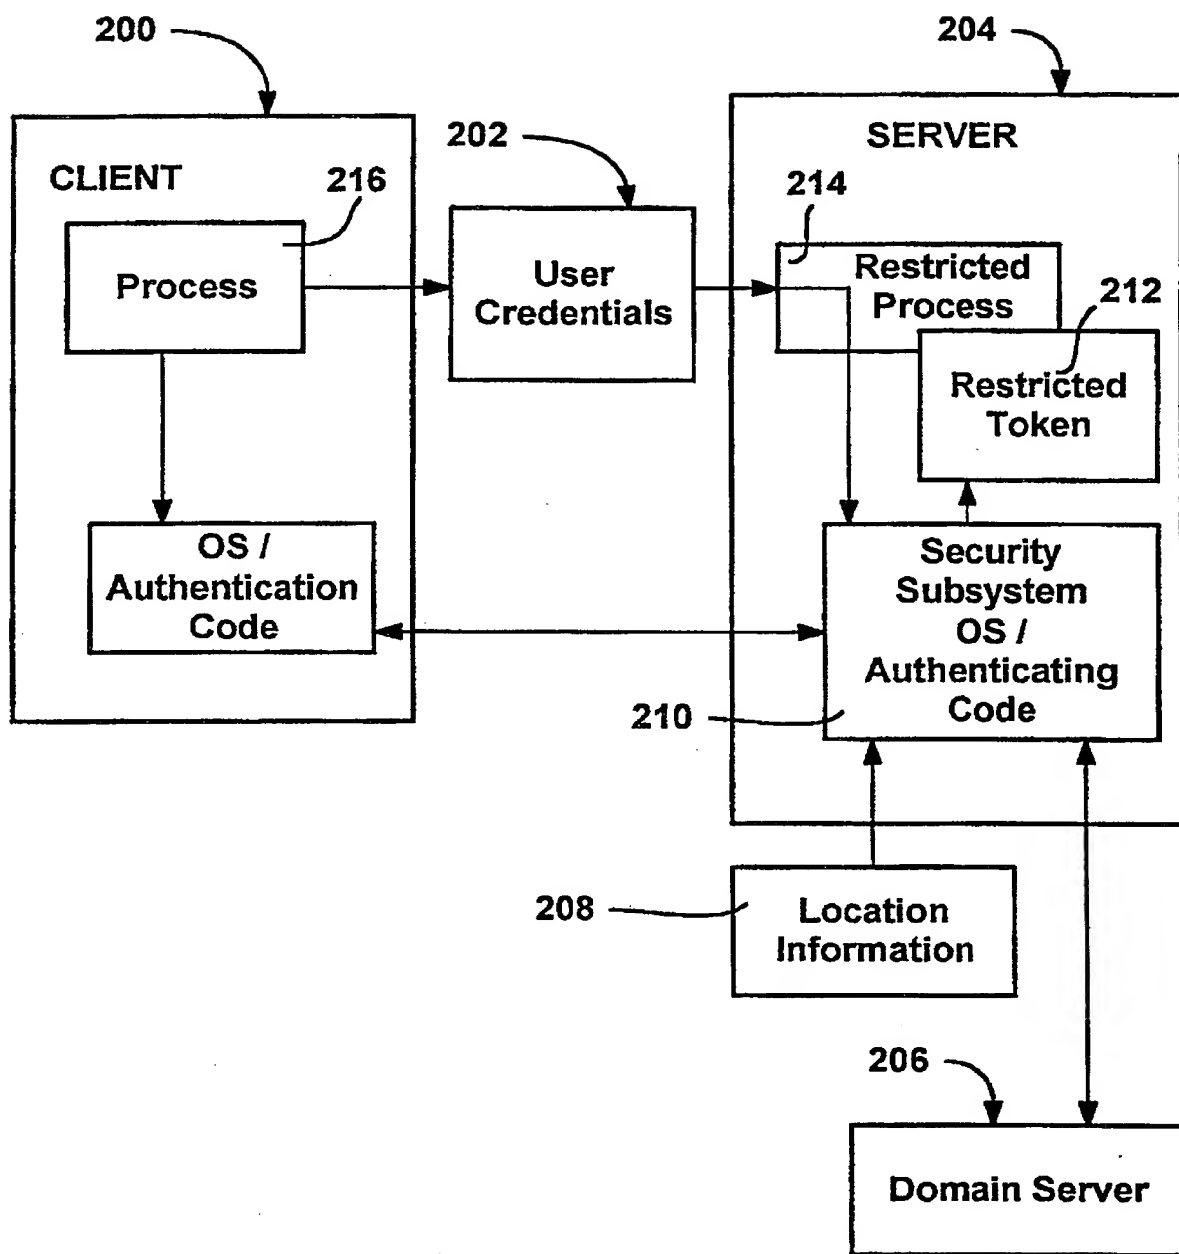 200
204
CLIENT
216
202
SERVER
214
Process
User
Credentials
Restricted
Process
212
Restricted
Token
OS /
Authentication
Code
Security
Subsystem
OS /
Authenticating
Code
210
208
Location
Information
206
Domain Server